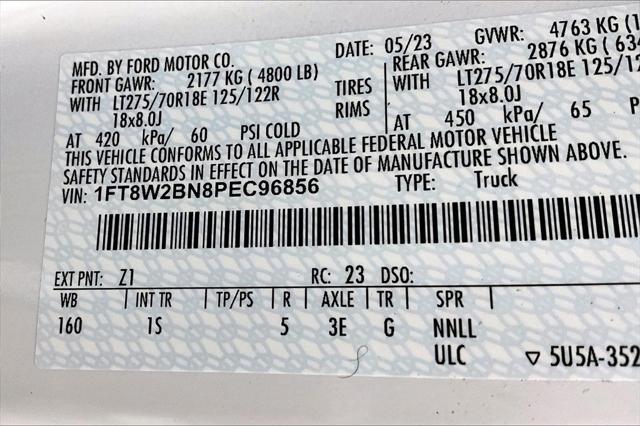 MFD. BY FORD MOTOR CO.
DATE: 05/23 GVWR: 4763 KG (1
FRONT GAWR: 2177 KG ( 4800 LB) REAR GAWR: 2876 KG ( 634
WITH LT275/70R18E 125/122R TIRES WITH LT275/70R18E 125/12
18x8.0J RIMS 18x8.0J
AT 420 kPa/ 60 PSI COLD AT 450 kPa/ 65
THIS VEHICLE CONFORMS TO ALL APPLICABLE FEDERAL MOTOR VEHICLE
SAFETY STANDARDS IN EFFECT ON THE DATE OF MANUFACTURE SHOWN ABOVE.
VIN: 1FT8W2BN8PEC96856 TYPE: Truck
EXT PNT: Z1 RC: 23 DSO:
WB INT TR TP/PS R AXLE TR SPR
160 1S 5 3E G NNLL
ULC ▽ 5U5A-352